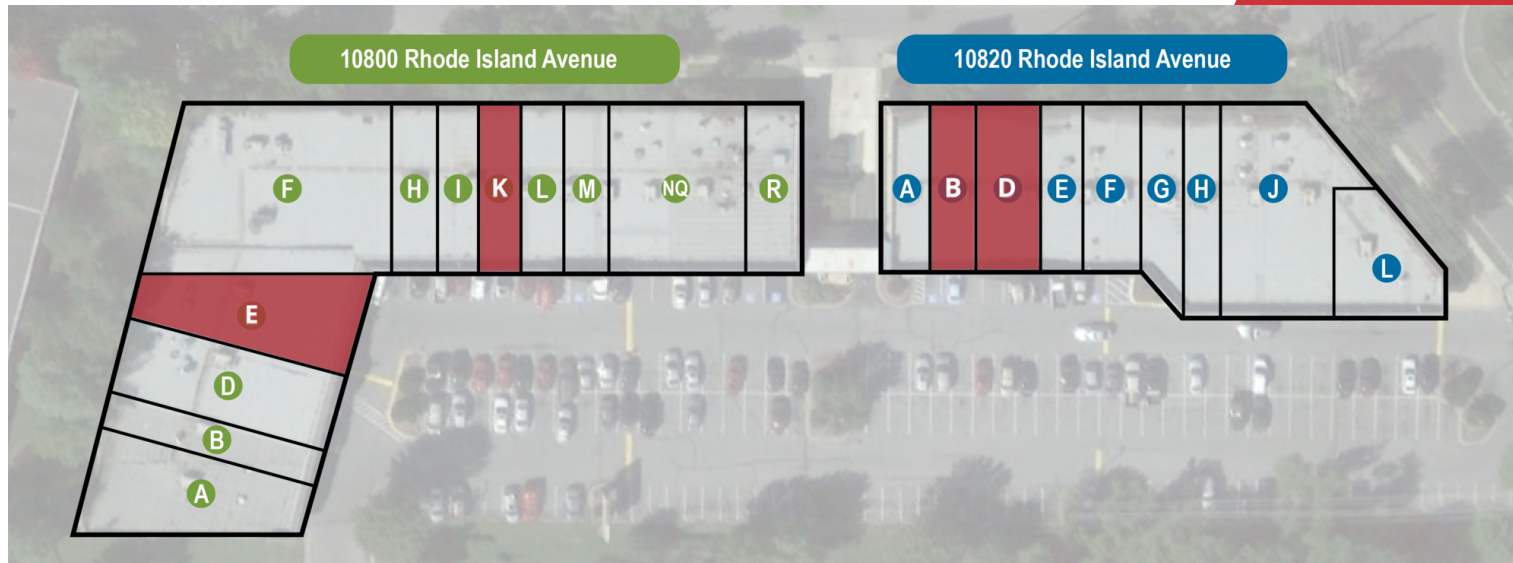 10800 Rhode Island Avenue
10820 Rhode Island Avenue
F H I K L M NQ R
A B D E F G H J
L
E
D
B
A